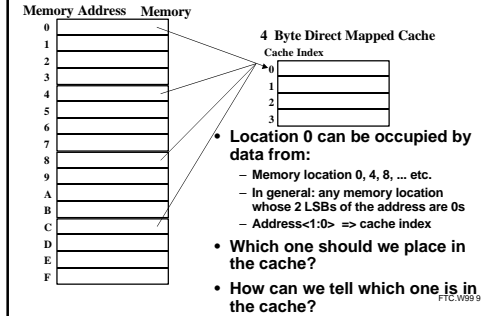 Memory Address Memory
0
1
2
3
4
5
6
7
8
9
A
B
C
D
E
F
4 Byte Direct Mapped Cache
Cache Index
0
1
2
3
• Location 0 can be occupied by
data from:
– Memory location 0, 4, 8, ... etc.
– In general: any memory location
whose 2 LSBs of the address are 0s
– Address<1:0> => cache index
• Which one should we place in
the cache?
• How can we tell which one is in
the cache?
FTC.W99 9